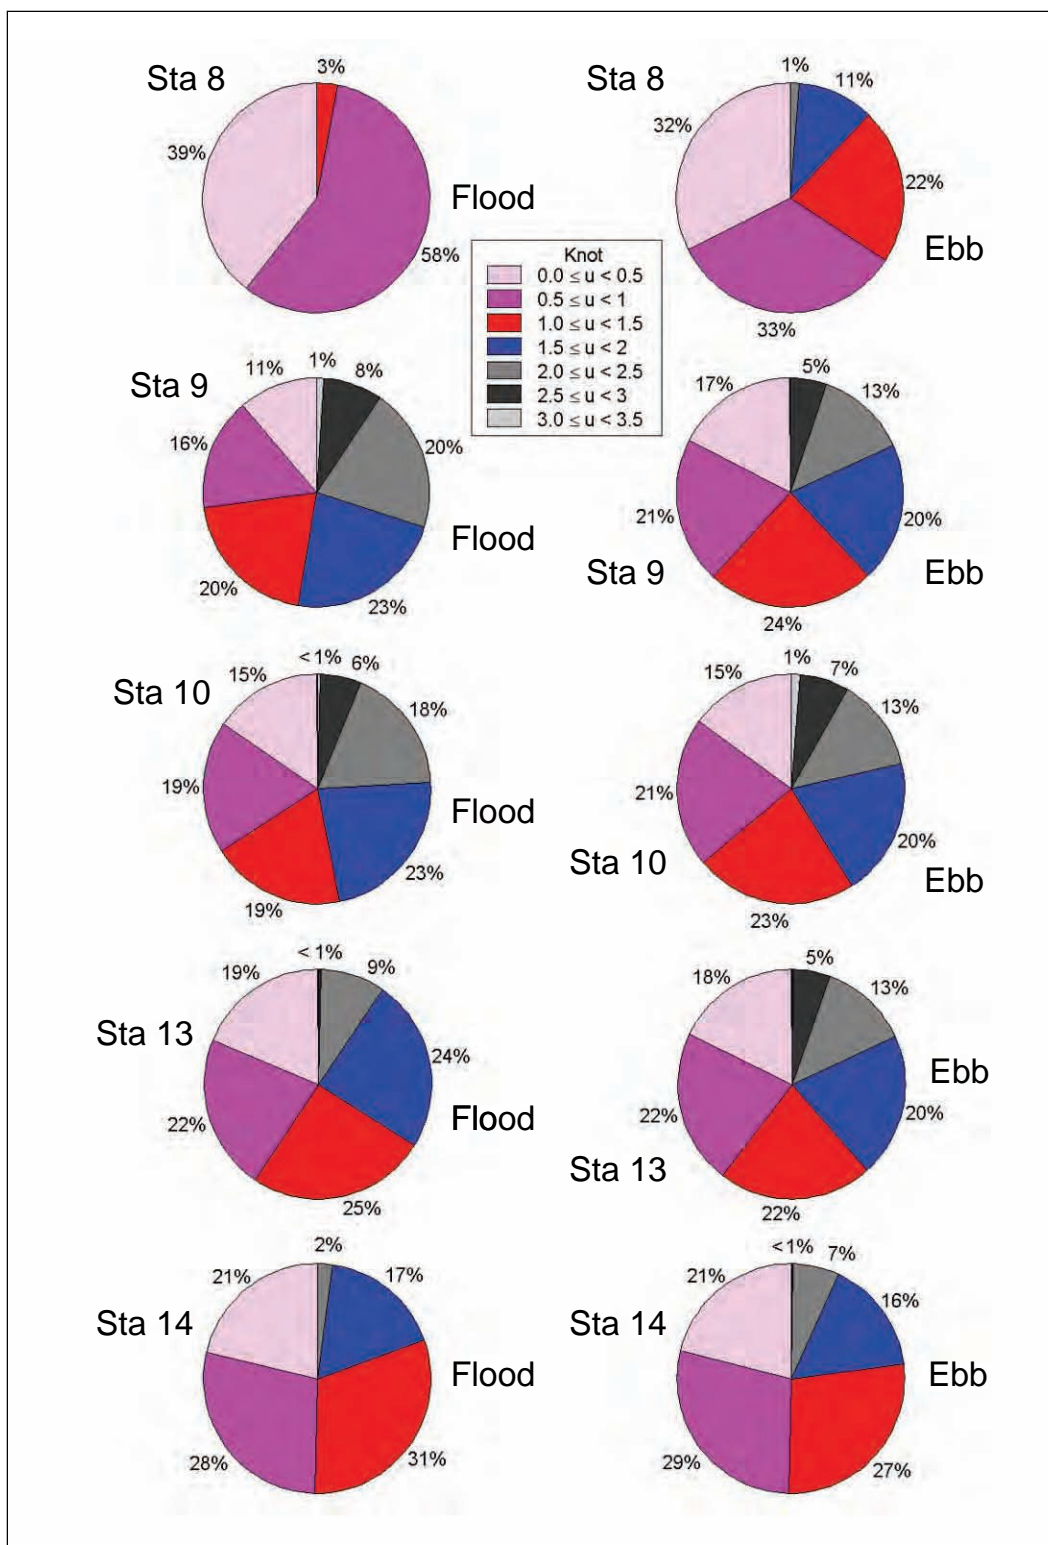 Sta 8
3%
39%
58%
Flood
Sta 8
1%
11%
32%
22%
33%
Ebb
Knot
0.0 ≤ u < 0.5
0.5 ≤ u < 1
1.0 ≤ u < 1.5
1.5 ≤ u < 2
2.0 ≤ u < 2.5
2.5 ≤ u < 3
3.0 ≤ u < 3.5
Sta 9
11%
1%
8%
16%
20%
20%
23%
Flood
17%
5%
13%
21%
20%
24%
Sta 9
Ebb
Sta 10
15%
< 1%
6%
18%
19%
23%
19%
Flood
15%
1%
7%
13%
21%
20%
23%
Sta 10
Ebb
Sta 13
19%
< 1%
9%
24%
22%
25%
Flood
18%
5%
13%
Ebb
22%
20%
22%
Sta 13
Sta 14
21%
2%
17%
Flood
28%
31%
Sta 14
21%
< 1%
7%
16%
Ebb
29%
27%